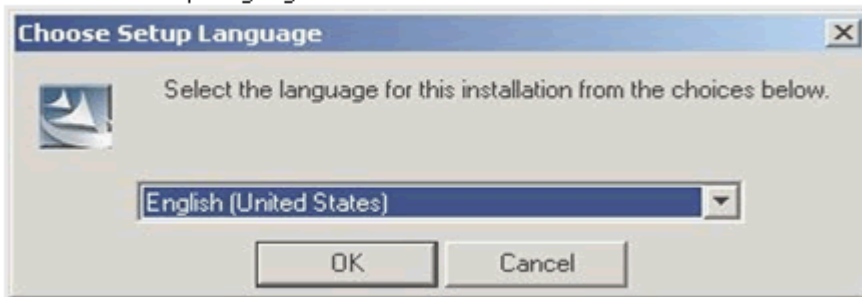 Choose Setup Language
Select the language for this installation from the choices below.
English (United States)
OK
Cancel